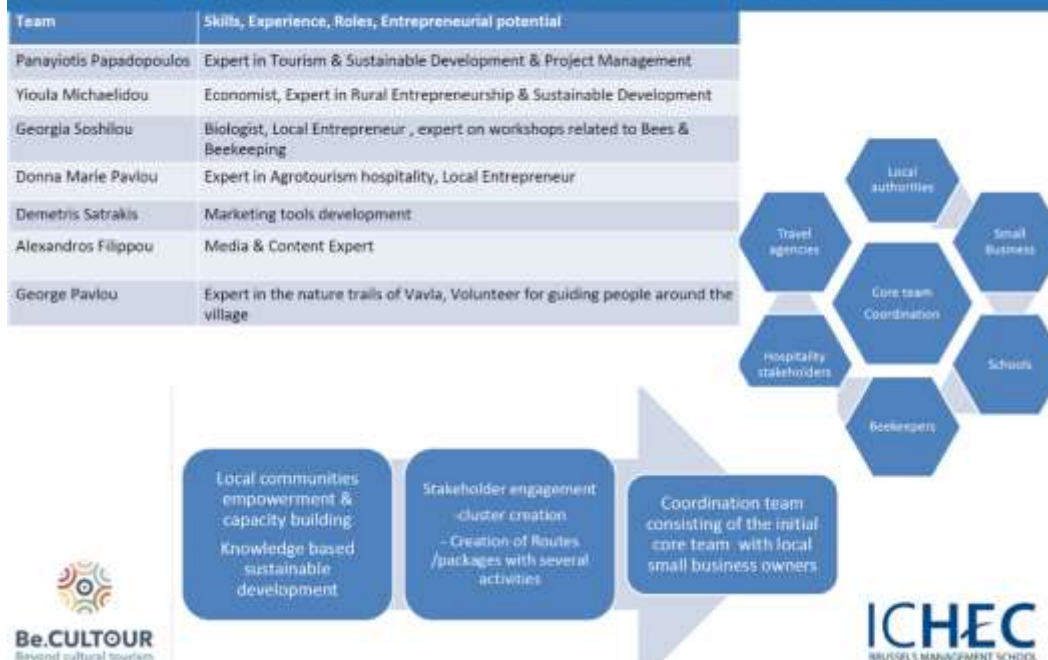 Team Skills, Experience, Roles, Entrepreneurial potential
Panayiotis Papadopoulos Expert in Tourism & Sustainable Development & Project Management
Yioula Michaelidou Economist, Expert in Rural Entrepreneurship & Sustainable Development
Georgia Soshilou Biologist, Local Entrepreneur , expert on workshops related to Bees &
Beekeeping
Donna Marie Pavlou Expert in Agrotourism hospitality, Local Entrepreneur
Demetris Satrakis Marketing tools development
Alexandros Filippou Media & Content Expert
George Pavlou Expert in the nature trails of Vavla, Volunteer for guiding people around the
village
Local
authorities
Travel
agencies
Small
Business
Core team
Coordination
Hospitality
stakeholders
Schools
Beekeepers
Local communities
empowerment &
capacity building
Knowledge based
sustainable
development
Stakeholder engagement
-cluster creation
- Creation of Routes
/packages with several
activities
Coordination team
consisting of the initial
core team with local
small business owners
Be.CULTOUR
Beyond cultural tourism
ICHEC
BRUSSELS MANAGEMENT SCHOOL